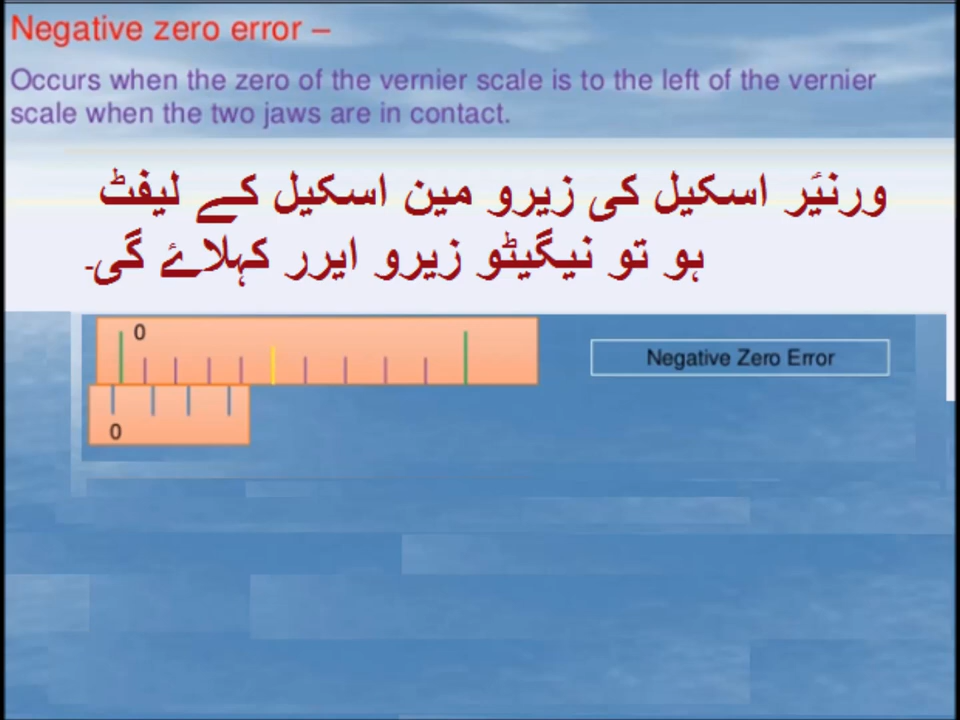 Negative zero error –
Occurs when the zero of the vernier scale is to the left of the vernier
scale when the two jaws are in contact.
ورنیٔر اسکیل کی زیرو مین اسکیل کے لیفٹ
ہو تو نیگیٹو زیرو ایرر کہلاۓ گی۔
0
Negative Zero Error
0